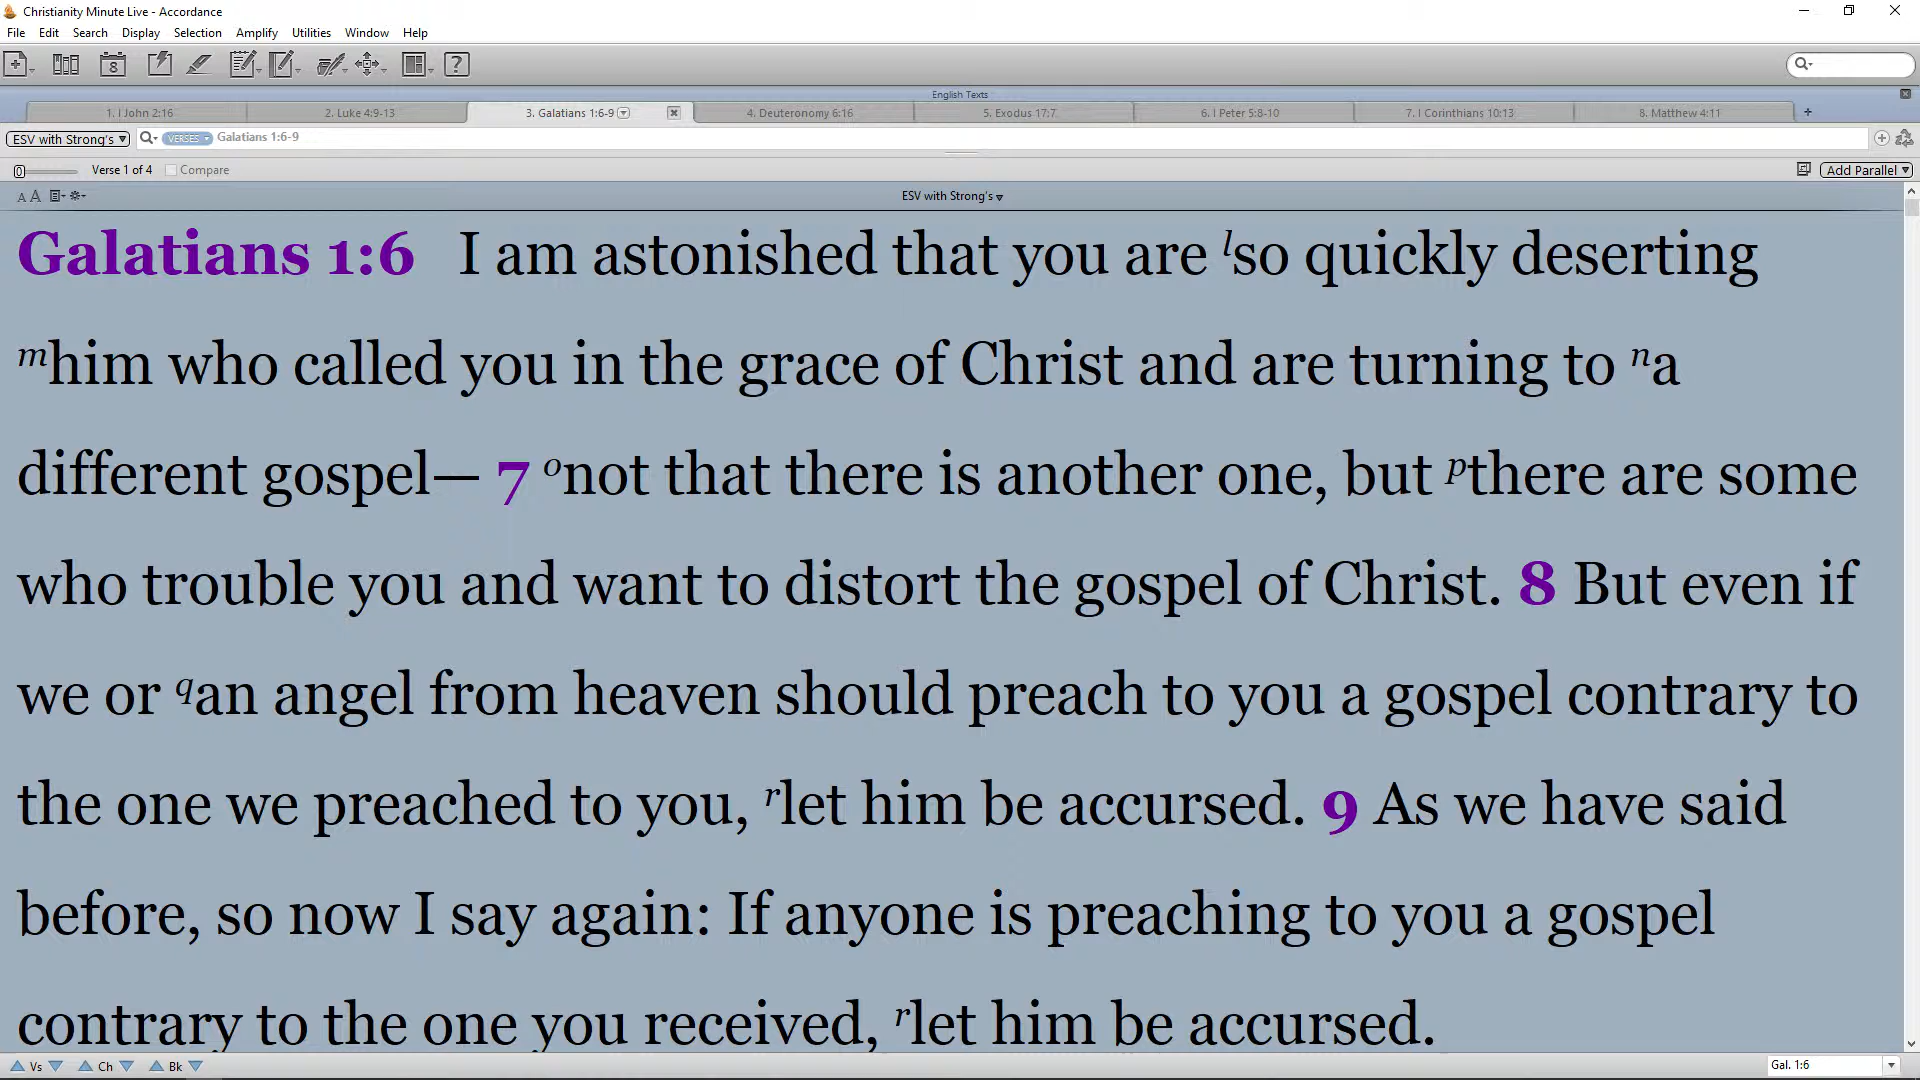 Christianity Minute Live - Accordance
File Edit Search Display Selection Amplify Utilities Window Help
8 ?
English Texts
1. I John 2:16 2. Luke 4:9-13 3. Galatians 1:6-9 4. Deuteronomy 6:16 5. Exodus 17:7 6. I Peter 5:8-10 7. I Corinthians 10:13 8. Matthew 4:11 +
ESV with Strong's VERSES Galatians 1:6-9
0 Verse 1 of 4 Compare Add Parallel
A A ESV with Strong's
Galatians 1:6 I am astonished that you are lso quickly deserting
mhim who called you in the grace of Christ and are turning to na
different gospel— 7 onot that there is another one, but pthere are some
who trouble you and want to distort the gospel of Christ. 8 But even if
we or qan angel from heaven should preach to you a gospel contrary to
the one we preached to you, rlet him be accursed. 9 As we have said
before, so now I say again: If anyone is preaching to you a gospel
contrary to the one you received, rlet him be accursed.
Vs Ch Bk Gal. 1:6